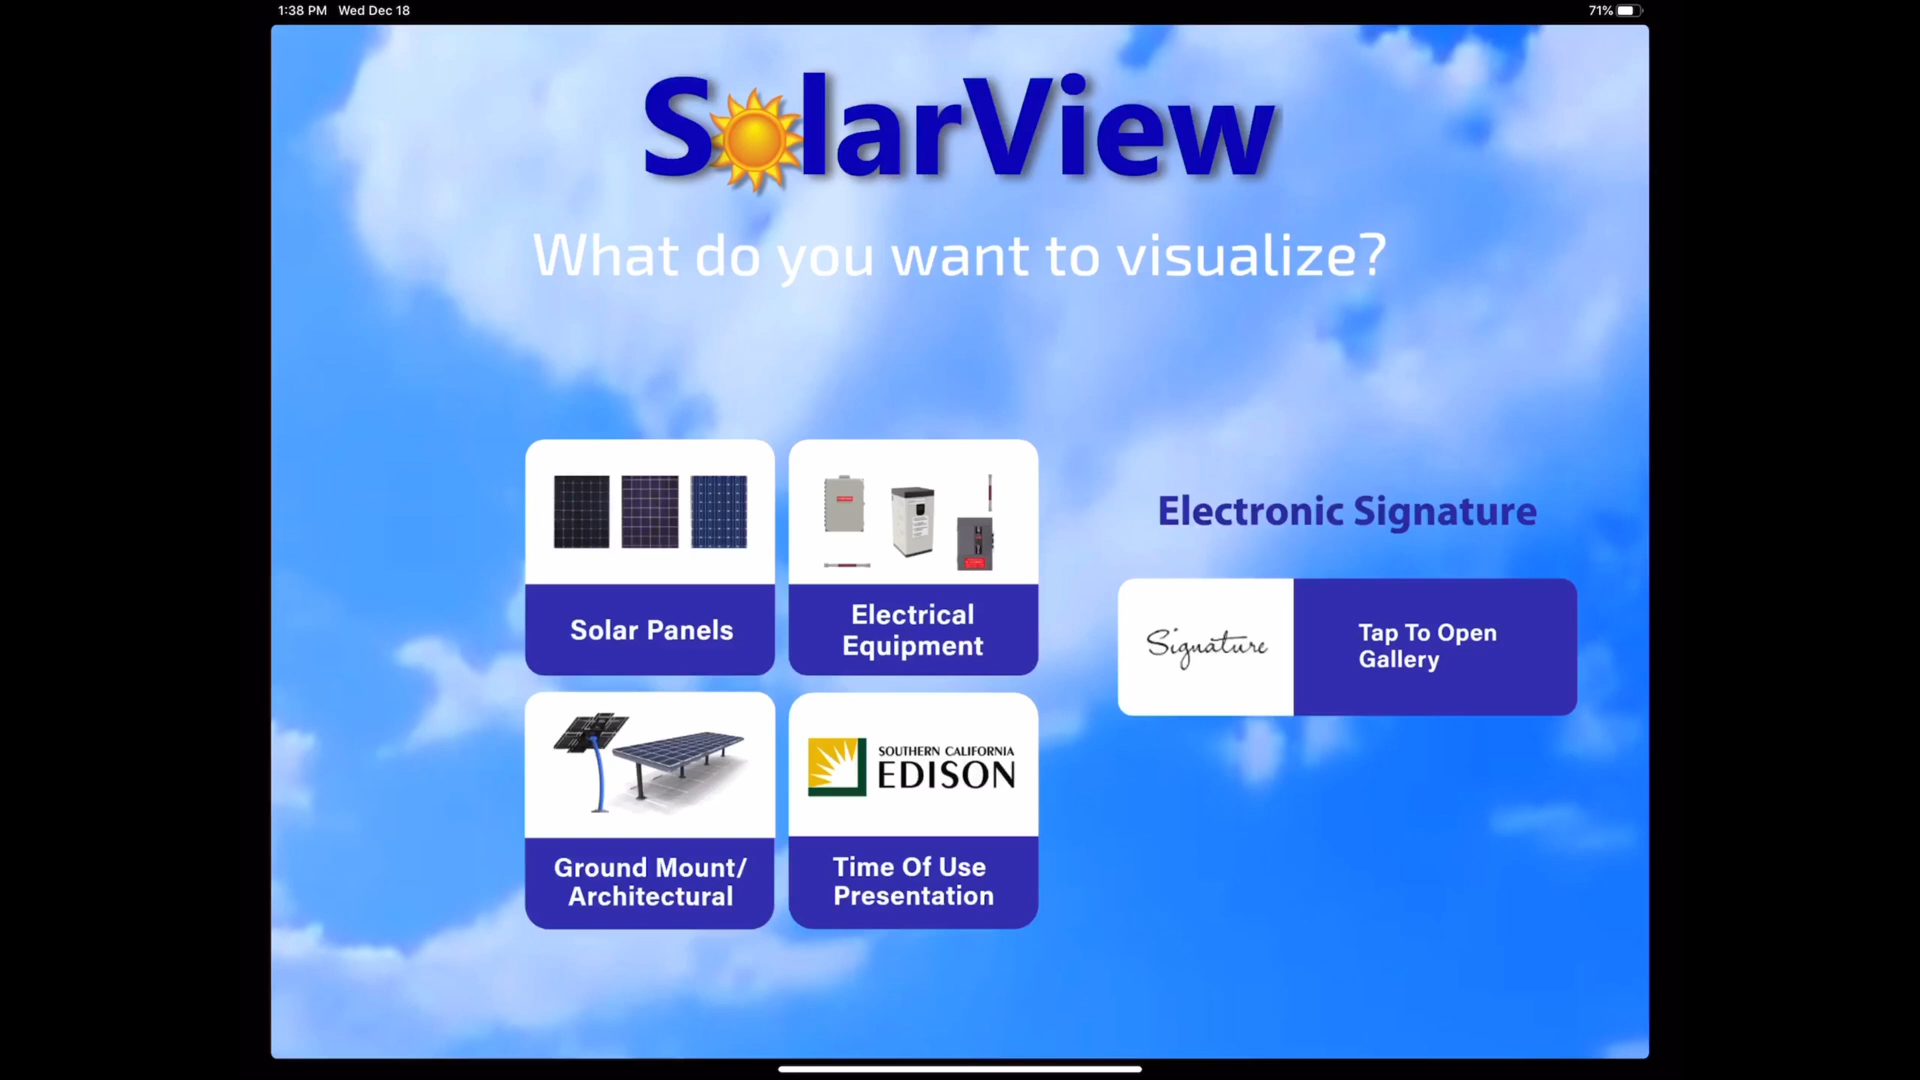 1:38 PM Wed Dec 18
71%
SolarView
What do you want to visualize?
Solar Panels
Electrical
Equipment
Electronic Signature
Signature
Tap To Open
Gallery
Ground Mount/
Architectural
SOUTHERN CALIFORNIA
EDISON
Time Of Use
Presentation